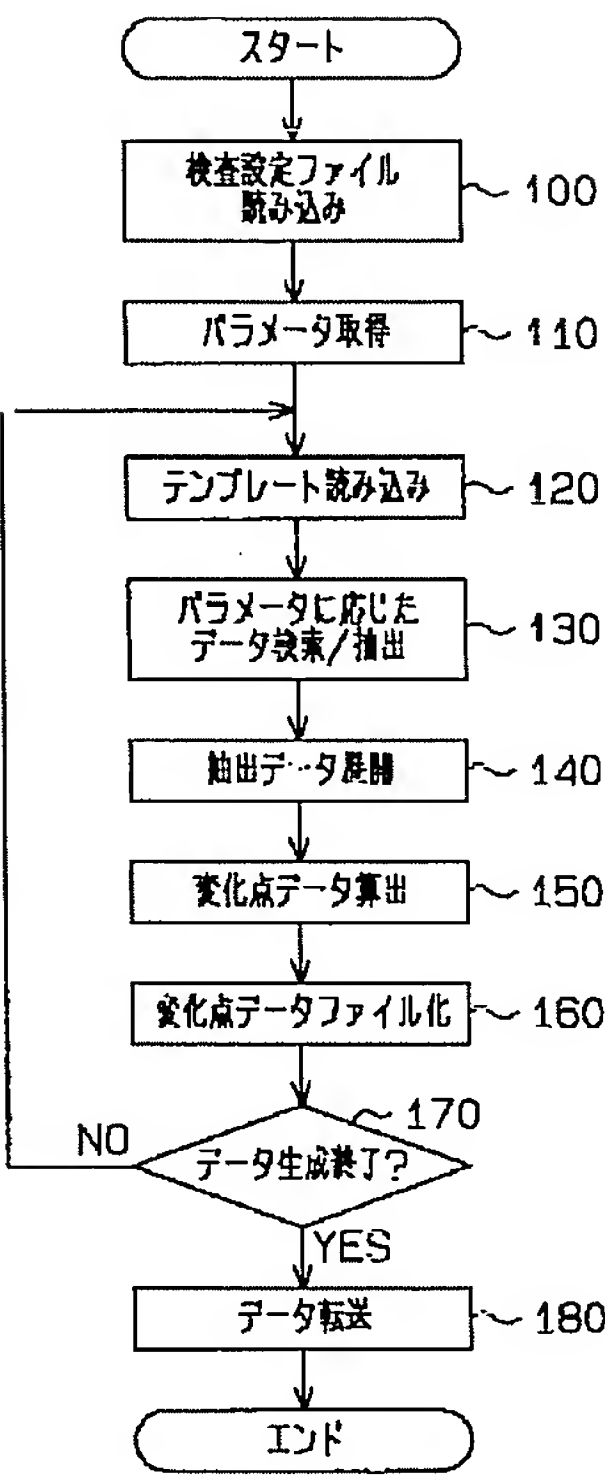 スタート
検査設定ファイル
読み込み
100
パラメータ取得
110
テンプレート読み込み
120
パラメータに応じた
データ検索/抽出
130
抽出データ展開
140
変化点データ算出
150
変化点データファイル化
160
170
NO
データ生成終了?
YES
データ転送
180
エンド